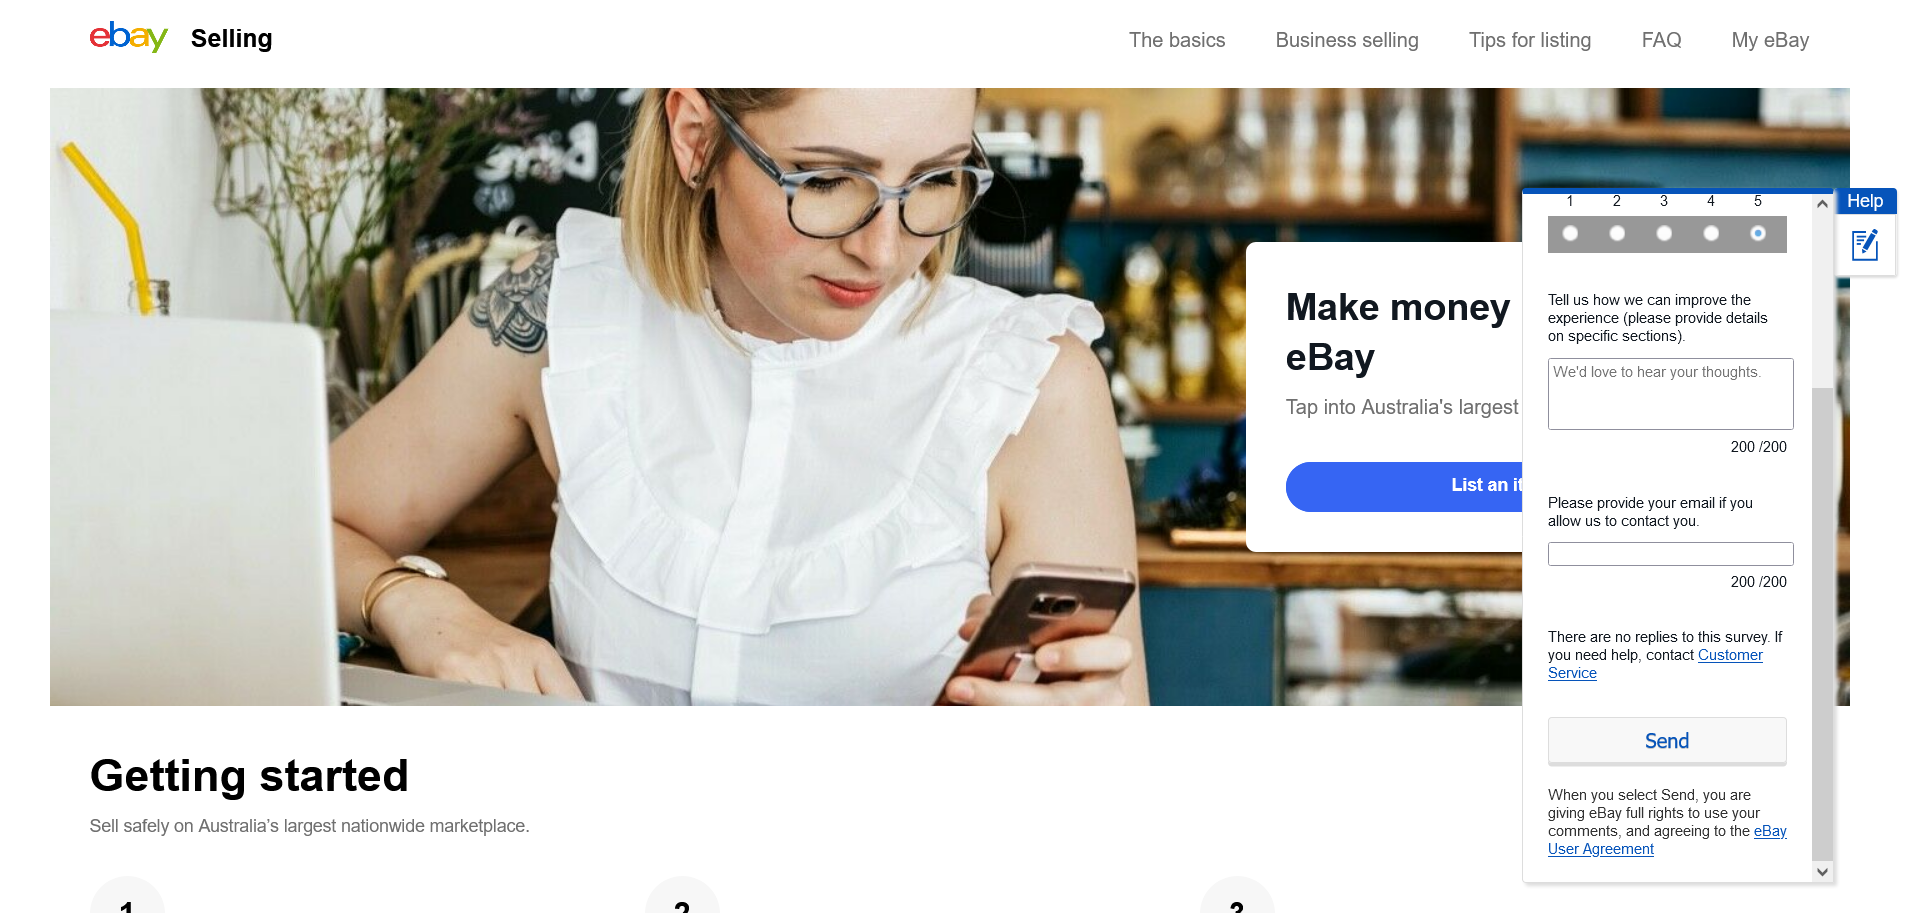 ebay Selling
The basics
Business selling
Tips for listing
FAQ
My eBay
Make money
eBay
Tap into Australia's largest
List an it
Help
1 2 3 4 5
Tell us how we can improve the
experience (please provide details
on specific sections).
We'd love to hear your thoughts.
200 /200
Please provide your email if you
allow us to contact you.
200 /200
There are no replies to this survey. If
you need help, contact Customer
Service
Send
When you select Send, you are
giving eBay full rights to use your
comments, and agreeing to the eBay
User Agreement
Getting started
Sell safely on Australia’s largest nationwide marketplace.
1
2
3